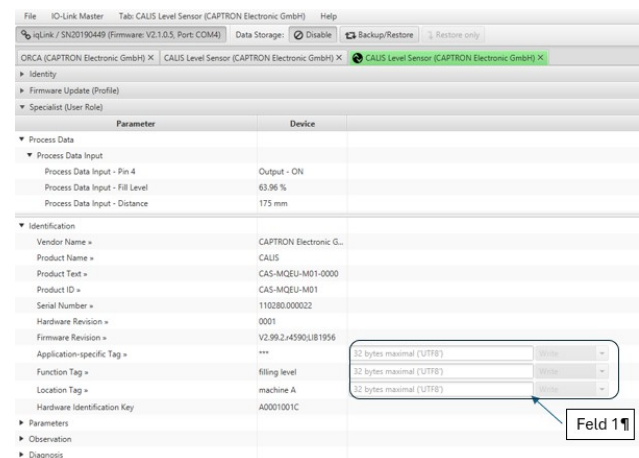 File IO-Link Master Tab: CALIS Level Sensor (CAPTRON Electronic GmbH) Help
iqLink / SN20190449 (Firmware: V2.1.0.5, Port: COM4) Data Storage: Disable Backup/Restore Restore only
ORCA (CAPTRON Electronic GmbH) × CALIS Level Sensor (CAPTRON Electronic GmbH) × CALIS Level Sensor (CAPTRON Electronic GmbH) ×
Identity
Firmware Update (Profile)
Specialist (User Role)
Parameter Device
Process Data
Process Data Input
Process Data Input - Pin 4 Output - ON
Process Data Input - Fill Level 63.96 %
Process Data Input - Distance 175 mm
Identification
Vendor Name » CAPTRON Electronic G...
Product Name » CALIS
Product Text » CAS-MQEU-M01-0000
Product ID » CAS-MQEU-M01
Serial Number » 110280.000022
Hardware Revision » 0001
Firmware Revision » V2.99.2.r4590;LI81956
Application-specific Tag » *** 32 bytes maximal ('UTF8') Write
Function Tag » filling level 32 bytes maximal ('UTF8') Write
Location Tag » machine A 32 bytes maximal ('UTF8') Write
Hardware Identification Key A0001001C
Parameters
Feld 1¶
Observation
Diagnosis